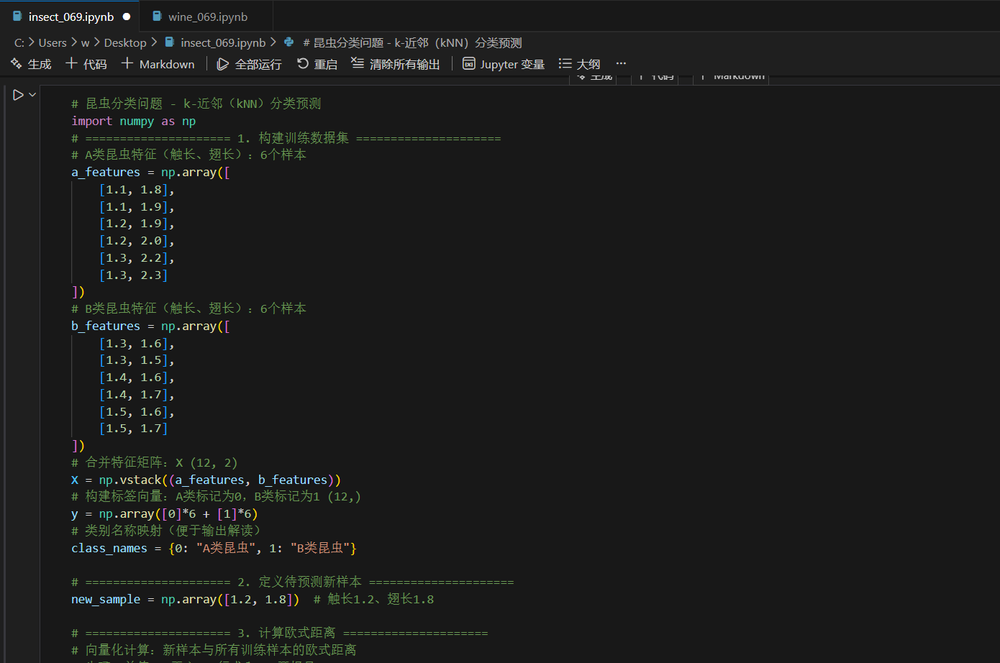 insect_069.ipynb ● wine_069.ipynb
C: > Users > w > Desktop > insect_069.ipynb > # 昆虫分类问题 - k-近邻（kNN）分类预测
生成 + 代码 + Markdown | 全部运行 重启 清除所有输出 | Jupyter 变量 大纲 ...
生成 + 代码 + Markdown
# 昆虫分类问题 - k-近邻（kNN）分类预测
import numpy as np
# ===================== 1. 构建训练数据集 =====================
# A类昆虫特征（触长、翅长）：6个样本
a_features = np.array([
    [1.1, 1.8],
    [1.1, 1.9],
    [1.2, 1.9],
    [1.2, 2.0],
    [1.3, 2.2],
    [1.3, 2.3]
])
# B类昆虫特征（触长、翅长）：6个样本
b_features = np.array([
    [1.3, 1.6],
    [1.3, 1.5],
    [1.4, 1.6],
    [1.4, 1.7],
    [1.5, 1.6],
    [1.5, 1.7]
])
# 合并特征矩阵：X (12, 2)
X = np.vstack((a_features, b_features))
# 构建标签向量：A类标记为0，B类标记为1 (12,)
y = np.array([0]*6 + [1]*6)
# 类别名称映射（便于输出解读）
class_names = {0: "A类昆虫", 1: "B类昆虫"}
# ===================== 2. 定义待预测新样本 =====================
new_sample = np.array([1.2, 1.8])  # 触长1.2、翅长1.8
# ===================== 3. 计算欧式距离 =====================
# 向量化计算：新样本与所有训练样本的欧式距离